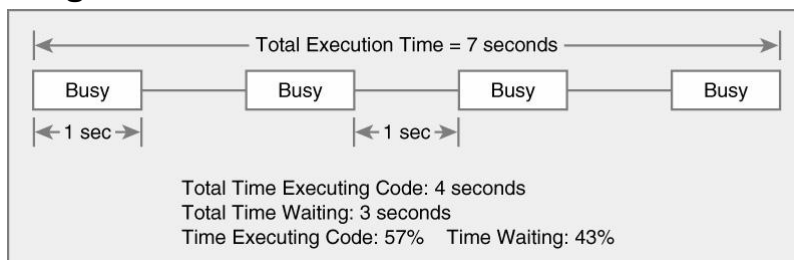 Total Execution Time = 7 seconds
Busy Busy Busy Busy
1 sec 1 sec
Total Time Executing Code: 4 seconds
Total Time Waiting: 3 seconds
Time Executing Code: 57% Time Waiting: 43%